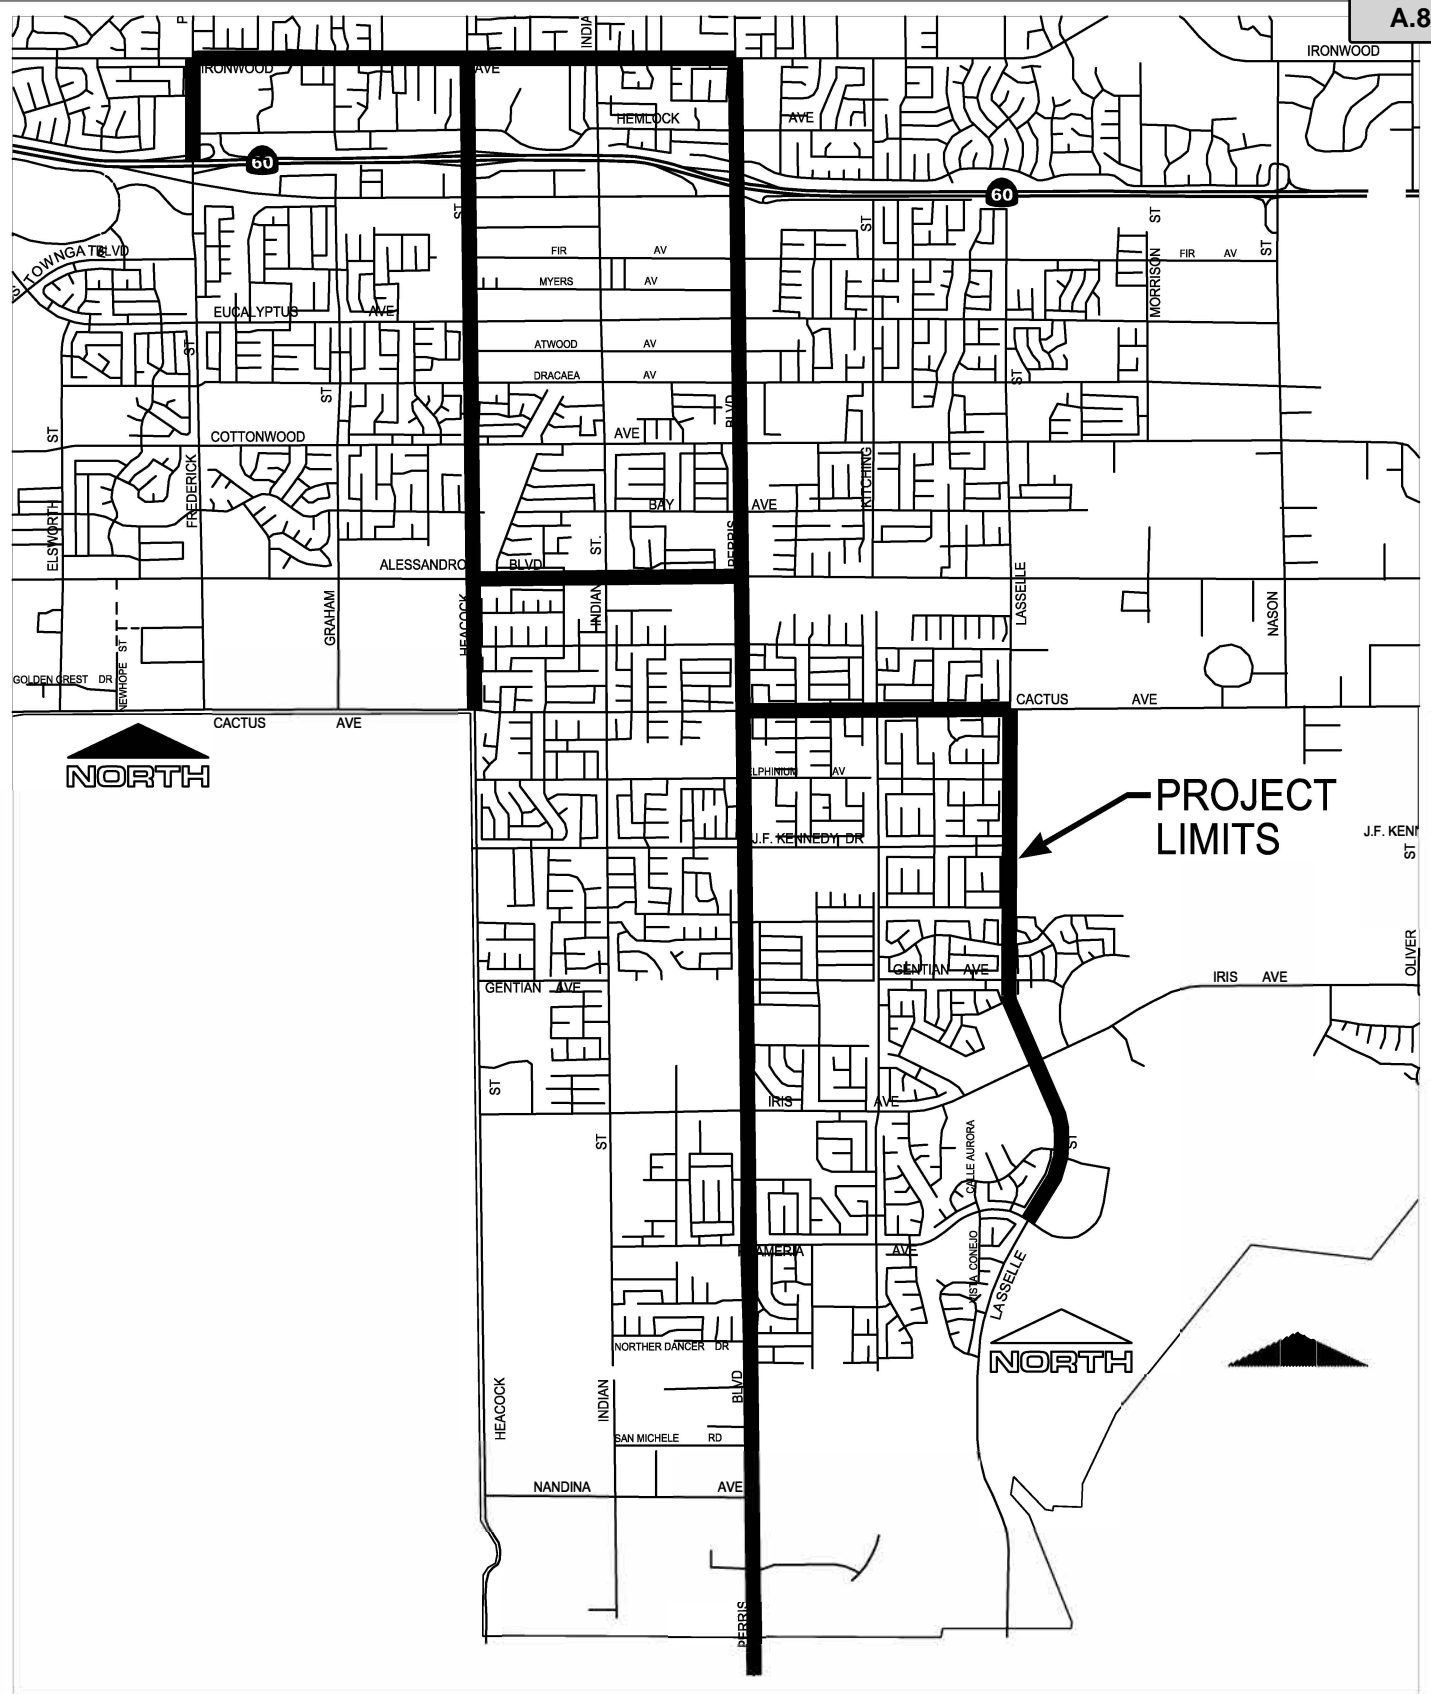 A.8
INDIA
IRONWOOD
IRONWOOD AVE
HEMLOCK AVE
60
60
ST
ST
ST
ST
TOWNGAT BLVD
FIR AV
FIR AV
MORRISON
MYERS AV
EUCALYPTUS AVE
ST
ATWOOD AV
DRACAEA AV
ST
ST
BLVD
ST
COTTONWOOD AVE
FREDERICK
KITCHING
BAY AVE
ELSWORTH
ST.
PERRIS
ALESSANDRO BLVD
INDIAN
LASSELLE
NASON
GRAHAM
HEACOCK
ST
NEWHOPE
GOLDEN CREST DR
CACTUS AVE
CACTUS AVE
NORTH
ELPHINIUM AV
PROJECT
LIMITS
J.F. KENNEDY DR
J.F. KEN
ST
OLIVER
GENTIAN AVE
GENTIAN AVE
IRIS AVE
ST
IRIS AVE
ST
CALLE AURORA
ST
AMERIA AVE
VISTA CONEJO
LASSELLE
NORTHER DANCER DR
NORTH
BLVD
HEACOCK
INDIAN
SAN MICHELE RD
NANDINA AVE
PERRIS